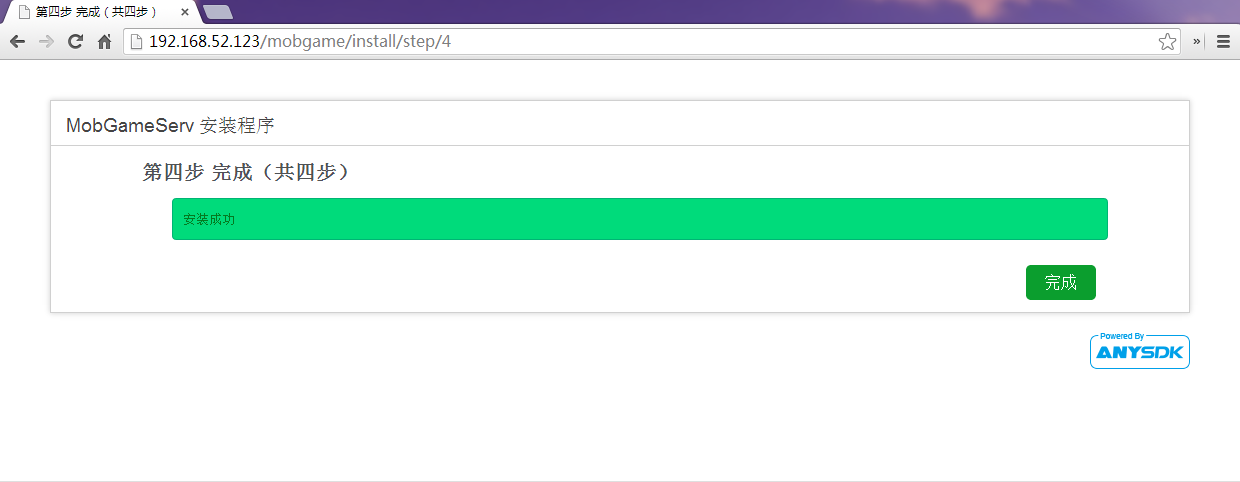 第四步 完成（共四步）
192.168.52.123/mobgame/install/step/4
MobGameServ 安装程序
第四步 完成（共四步）
安装成功
完成
Powered By
ANYSDK